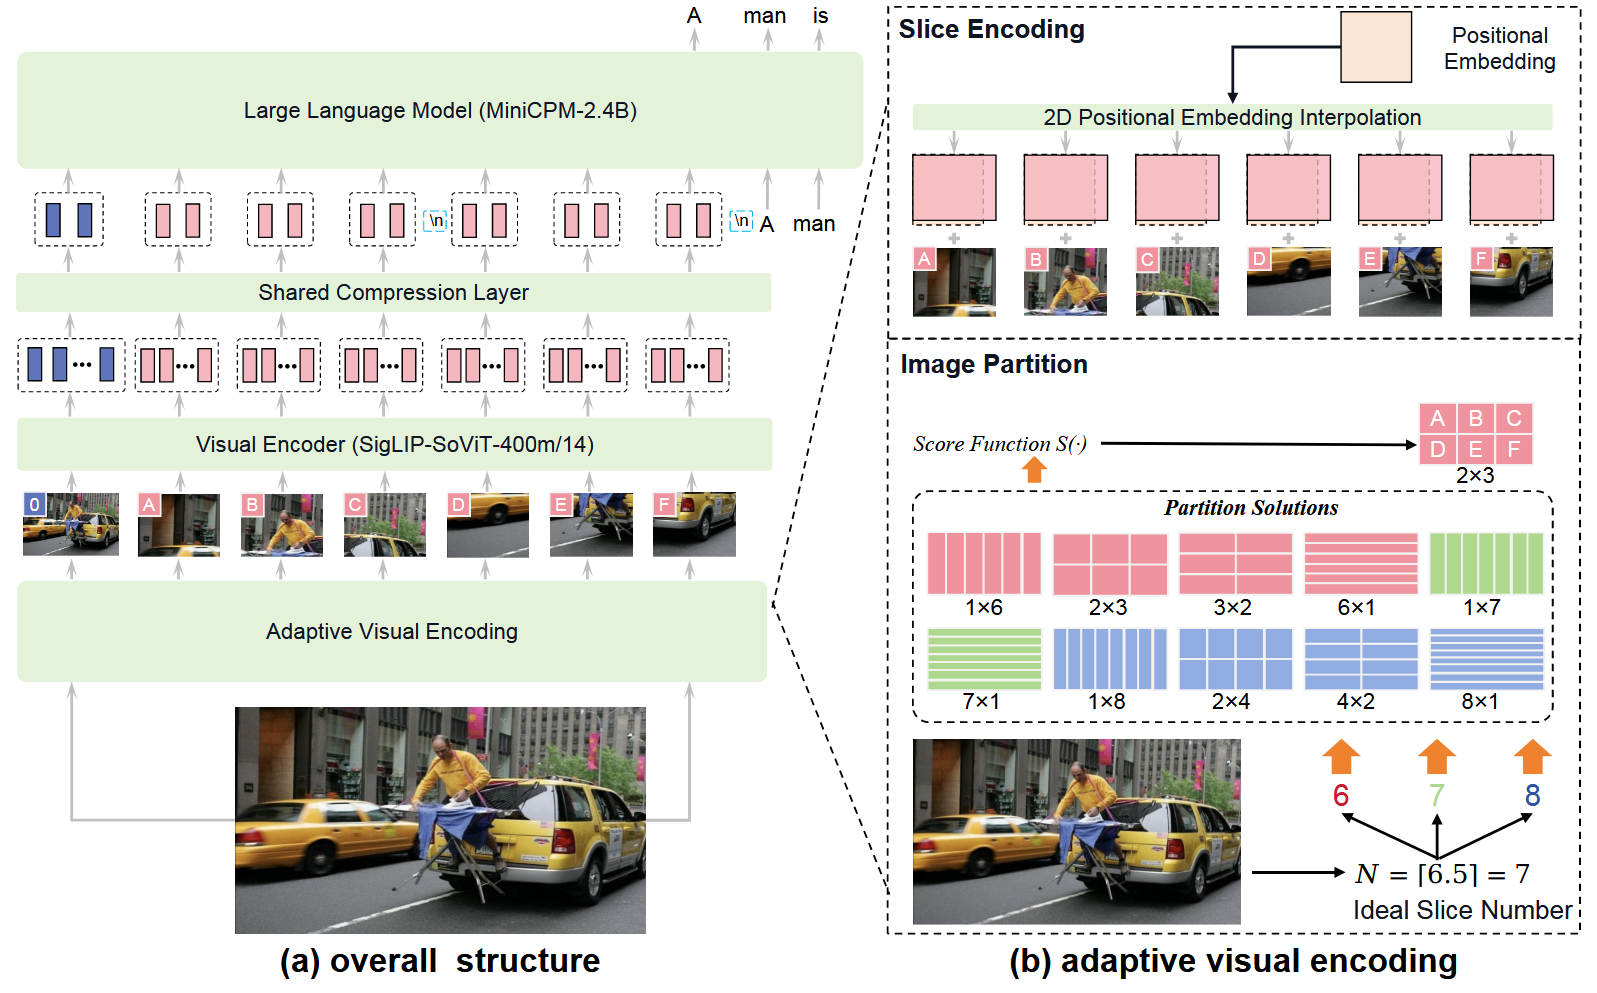 A man is
Large Language Model (MiniCPM-2.4B)
\n \n A man
Shared Compression Layer
Visual Encoder (SigLIP-SoViT-400m/14)
0 A B C D E F
Adaptive Visual Encoding
(a) overall structure
Slice Encoding
Positional
Embedding
2D Positional Embedding Interpolation
A B C D E F
Image Partition
Score Function S(·)
A B C
D E F
2×3
Partition Solutions
1×6 2×3 3×2 6×1 1×7
7×1 1×8 2×4 4×2 8×1
6 7 8
N = ⌈6.5⌉ = 7
Ideal Slice Number
(b) adaptive visual encoding